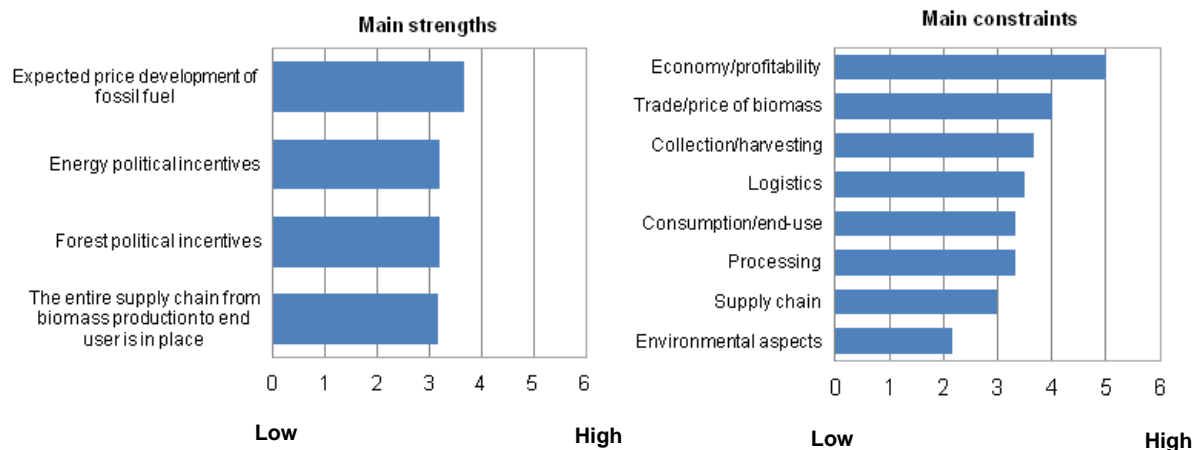 Main strengths
Expected price development of
fossil fuel
Energy political incentives
Forest political incentives
The entire supply chain from
biomass production to end
user is in place
0 1 2 3 4 5 6
Low High
Main constraints
Economy/profitability
Trade/price of biomass
Collection/harvesting
Logistics
Consumption/end-use
Processing
Supply chain
Environmental aspects
0 1 2 3 4 5 6
Low High